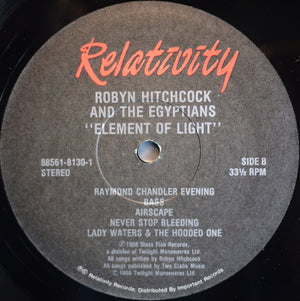 Relativity
ROBYN HITCHCOCK
AND THE EGYPTIANS
"ELEMENT OF LIGHT"
88561-8130-1
STEREO
SIDE B
33⅓ RPM
RAYMOND CHANDLER EVENING
BASS
AIRSCAPE
NEVER STOP BLEEDING
LADY WATERS & THE HOODED ONE
℗ 1986 Glass Fish Records,
a division of Twilight Manoeuvres Ltd.
All songs written by Robyn Hitchcock
All songs published by Two Crabs Music
© 1986 Twilight Manoeuvres Ltd.
Relativity Records; Distributed By Important Records